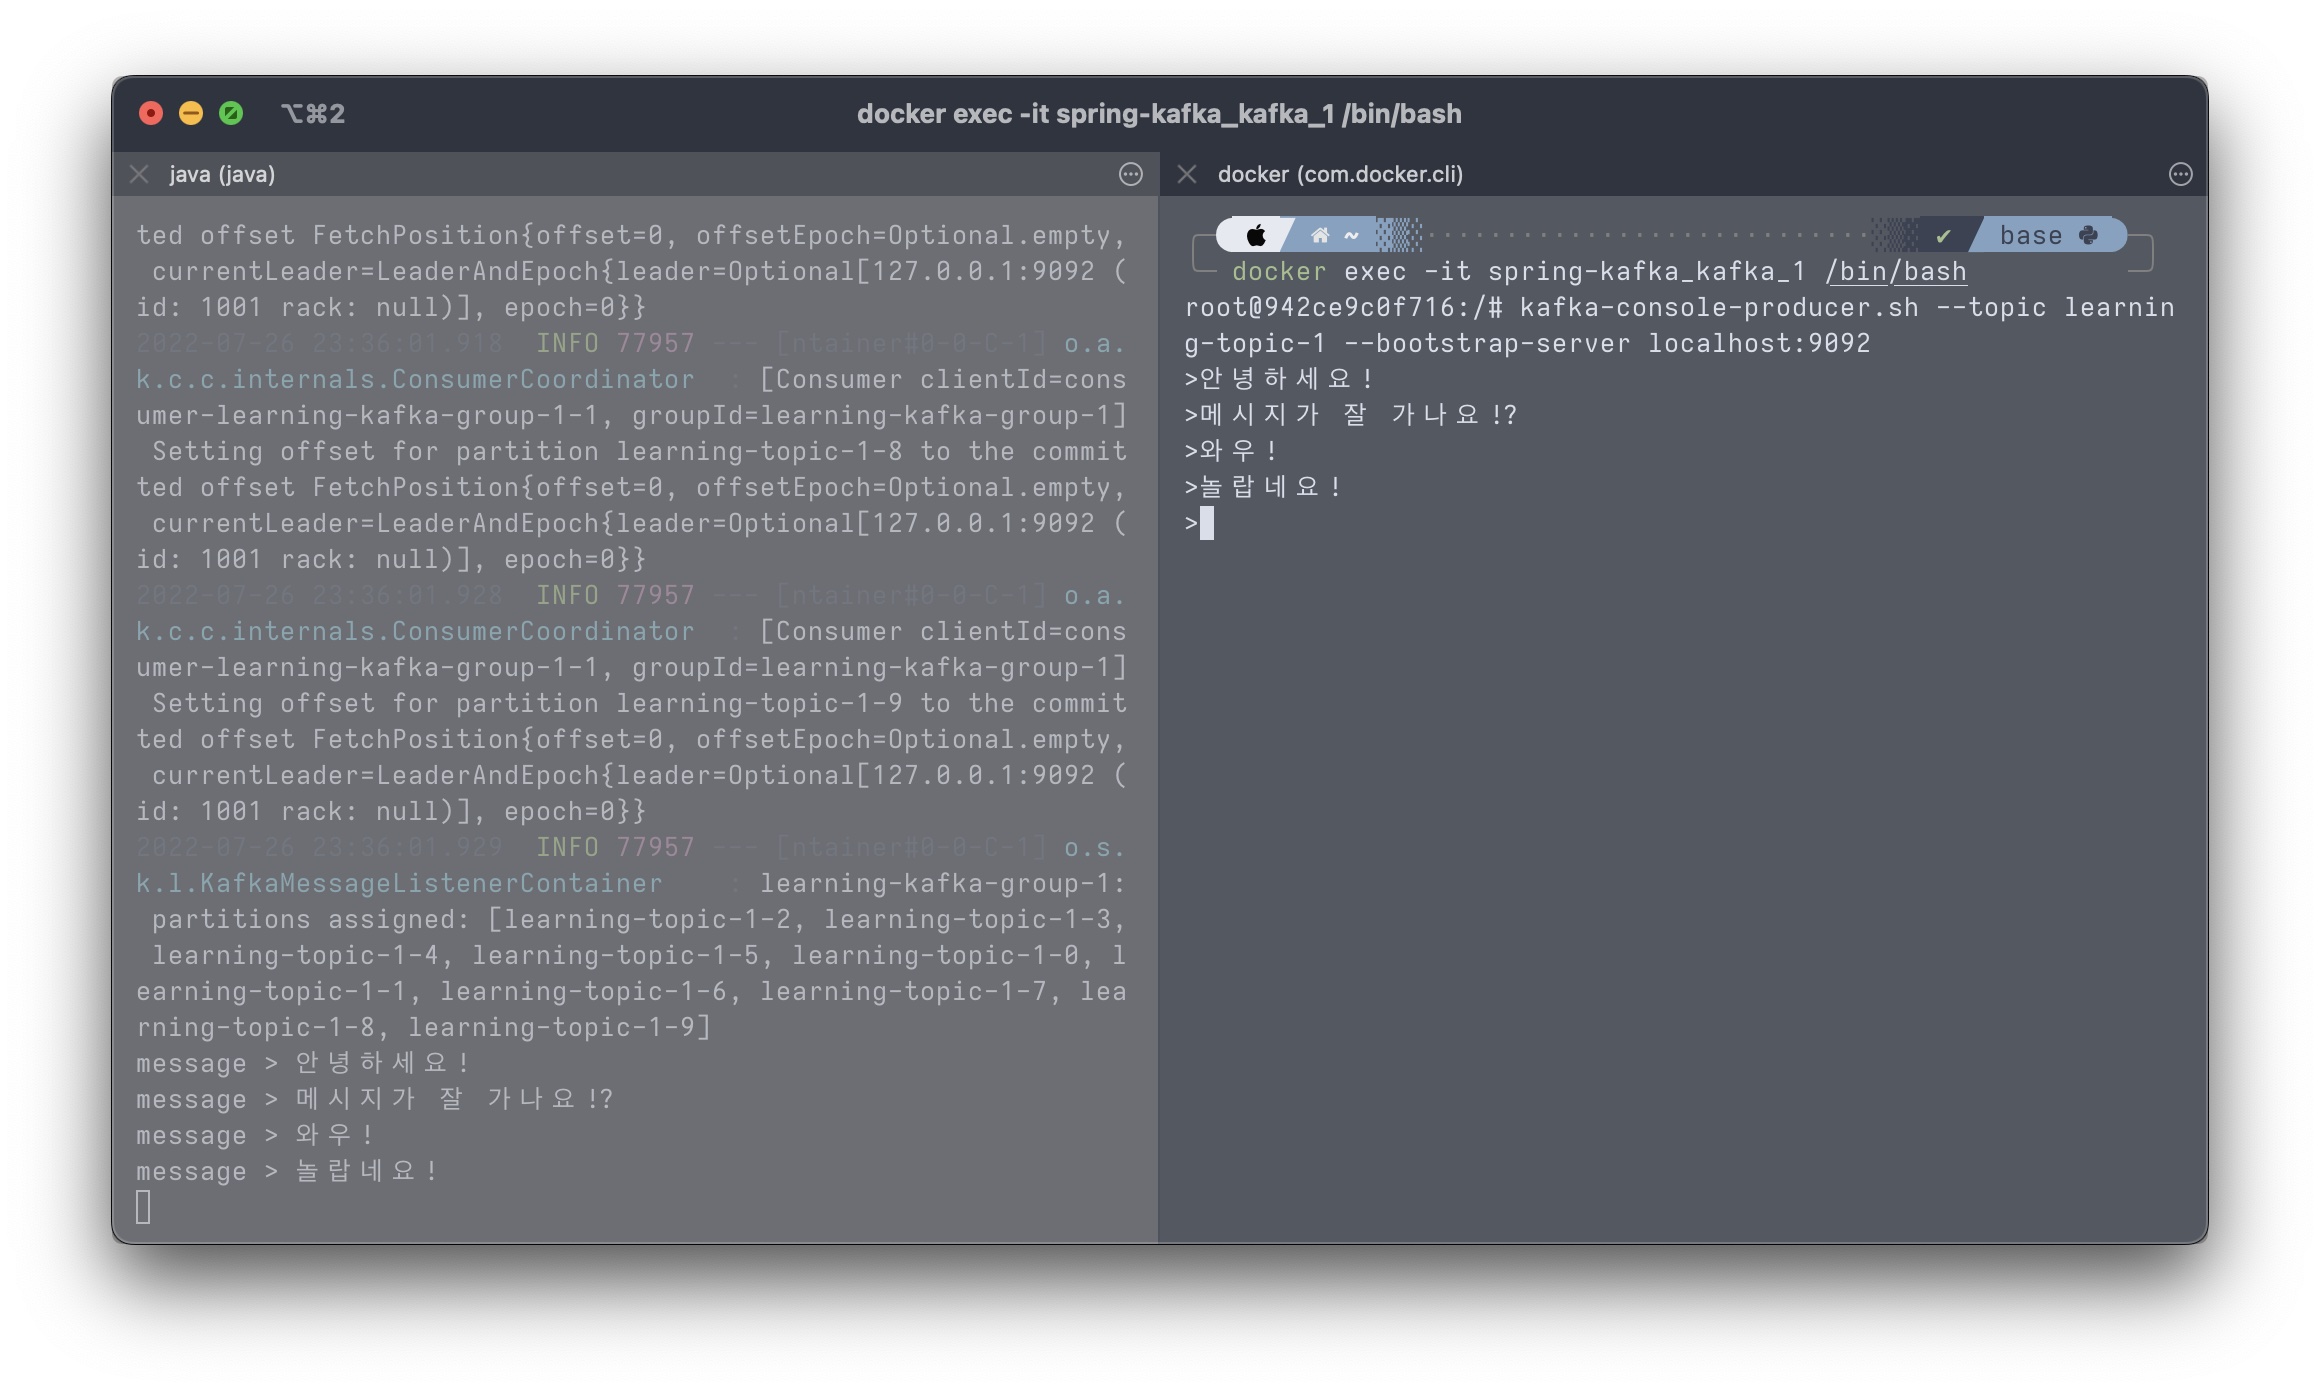 ⌥⌘2
docker exec -it spring-kafka_kafka_1 /bin/bash
java (java)
ted offset FetchPosition{offset=0, offsetEpoch=Optional.empty,
 currentLeader=LeaderAndEpoch{leader=Optional[127.0.0.1:9092 (
id: 1001 rack: null)], epoch=0}}
2022-07-26 23:36:01.918  INFO 77957 --- [ntainer#0-0-C-1] o.a.
k.c.c.internals.ConsumerCoordinator  : [Consumer clientId=cons
umer-learning-kafka-group-1-1, groupId=learning-kafka-group-1]
 Setting offset for partition learning-topic-1-8 to the commit
ted offset FetchPosition{offset=0, offsetEpoch=Optional.empty,
 currentLeader=LeaderAndEpoch{leader=Optional[127.0.0.1:9092 (
id: 1001 rack: null)], epoch=0}}
2022-07-26 23:36:01.928  INFO 77957 --- [ntainer#0-0-C-1] o.a.
k.c.c.internals.ConsumerCoordinator  : [Consumer clientId=cons
umer-learning-kafka-group-1-1, groupId=learning-kafka-group-1]
 Setting offset for partition learning-topic-1-9 to the commit
ted offset FetchPosition{offset=0, offsetEpoch=Optional.empty,
 currentLeader=LeaderAndEpoch{leader=Optional[127.0.0.1:9092 (
id: 1001 rack: null)], epoch=0}}
2022-07-26 23:36:01.929  INFO 77957 --- [ntainer#0-0-C-1] o.s.
k.l.KafkaMessageListenerContainer    : learning-kafka-group-1:
 partitions assigned: [learning-topic-1-2, learning-topic-1-3,
 learning-topic-1-4, learning-topic-1-5, learning-topic-1-0, l
earning-topic-1-1, learning-topic-1-6, learning-topic-1-7, lea
rning-topic-1-8, learning-topic-1-9]
message > 안녕하세요!
message > 메시지가 잘 가나요!?
message > 와우!
message > 놀랍네요!
docker (com.docker.cli)
~ ✔ base
docker exec -it spring-kafka_kafka_1 /bin/bash
root@942ce9c0f716:/# kafka-console-producer.sh --topic learnin
g-topic-1 --bootstrap-server localhost:9092
>안녕하세요!
>메시지가 잘 가나요!?
>와우!
>놀랍네요!
>